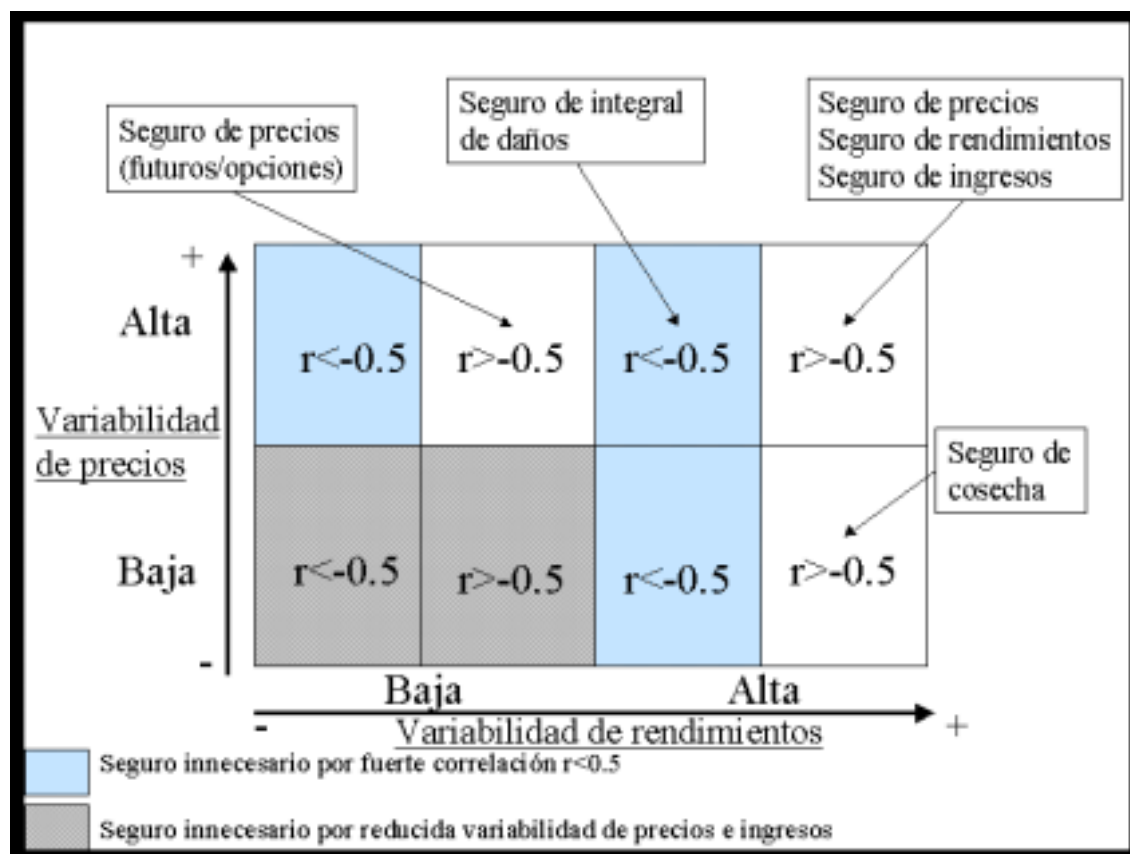 Seguro de precios
(futuros/opciones)
Seguro de integral
de daños
Seguro de precios
Seguro de rendimientos
Seguro de ingresos
+
Alta
r<-0.5
r>-0.5
r<-0.5
r>-0.5
Variabilidad
de precios
Seguro de
cosecha
Baja
r<-0.5
r>-0.5
r<-0.5
r>-0.5
-
Baja
Alta
-
Variabilidad de rendimientos
+
Seguro innecesario por fuerte correlación r<0.5
Seguro innecesario por reducida variabilidad de precios e ingresos